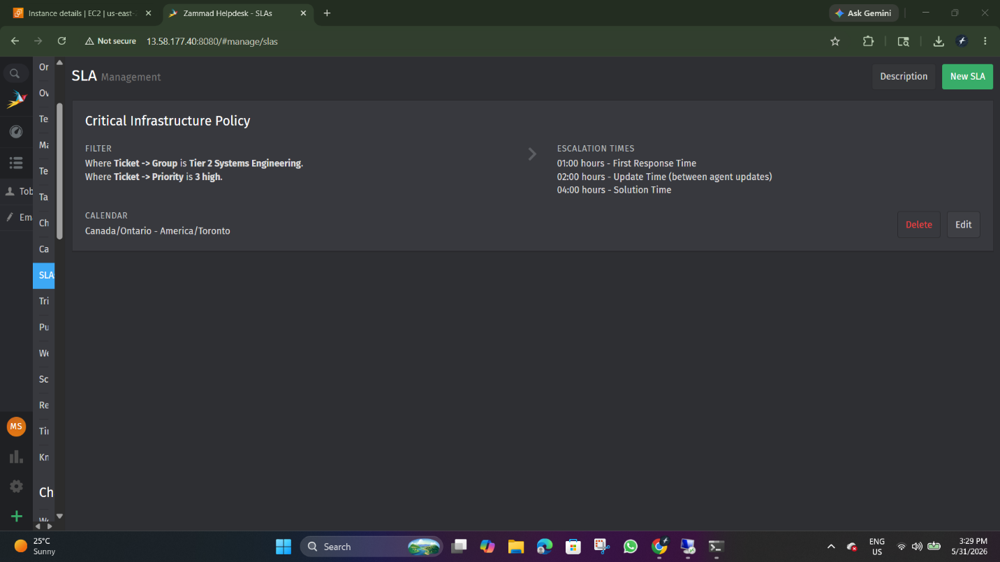 Instance details | EC2 | us-east-
Zammad Helpdesk - SLAs
Ask Gemini
Not secure
13.58.177.40:8080/#manage/slas
SLA Management
Description
New SLA
Critical Infrastructure Policy
FILTER
Where Ticket -> Group is Tier 2 Systems Engineering.
Where Ticket -> Priority is 3 high.
ESCALATION TIMES
01:00 hours - First Response Time
02:00 hours - Update Time (between agent updates)
04:00 hours - Solution Time
CALENDAR
Canada/Ontario - America/Toronto
Delete
Edit
Or
Ov
Te
Ma
Te
Ta
Ch
Ca
SLA
Tri
Pu
We
Sc
Re
Ti
Kn
Ch
We
Tob
Ema
MS
25°C
Sunny
Search
ENG
US
3:29 PM
5/31/2026